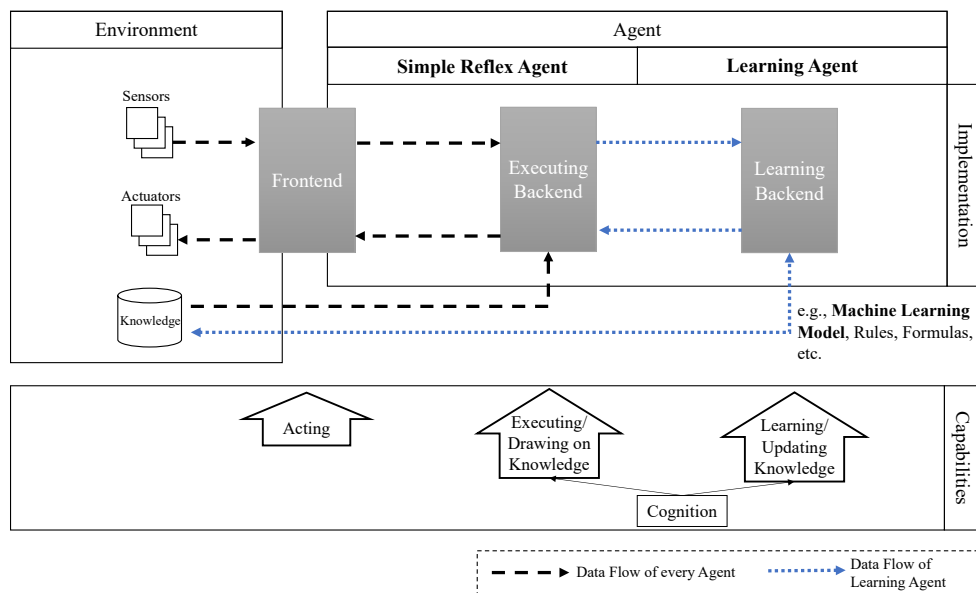 Environment
Agent
Simple Reflex Agent
Learning Agent
Sensors
Actuators
Knowledge
Frontend
Executing
Backend
Learning
Backend
Implementation
e.g., Machine Learning
Model, Rules, Formulas,
etc.
Acting
Executing/
Drawing on
Knowledge
Learning/
Updating
Knowledge
Cognition
Capabilities
Data Flow of every Agent
Data Flow of
Learning Agent